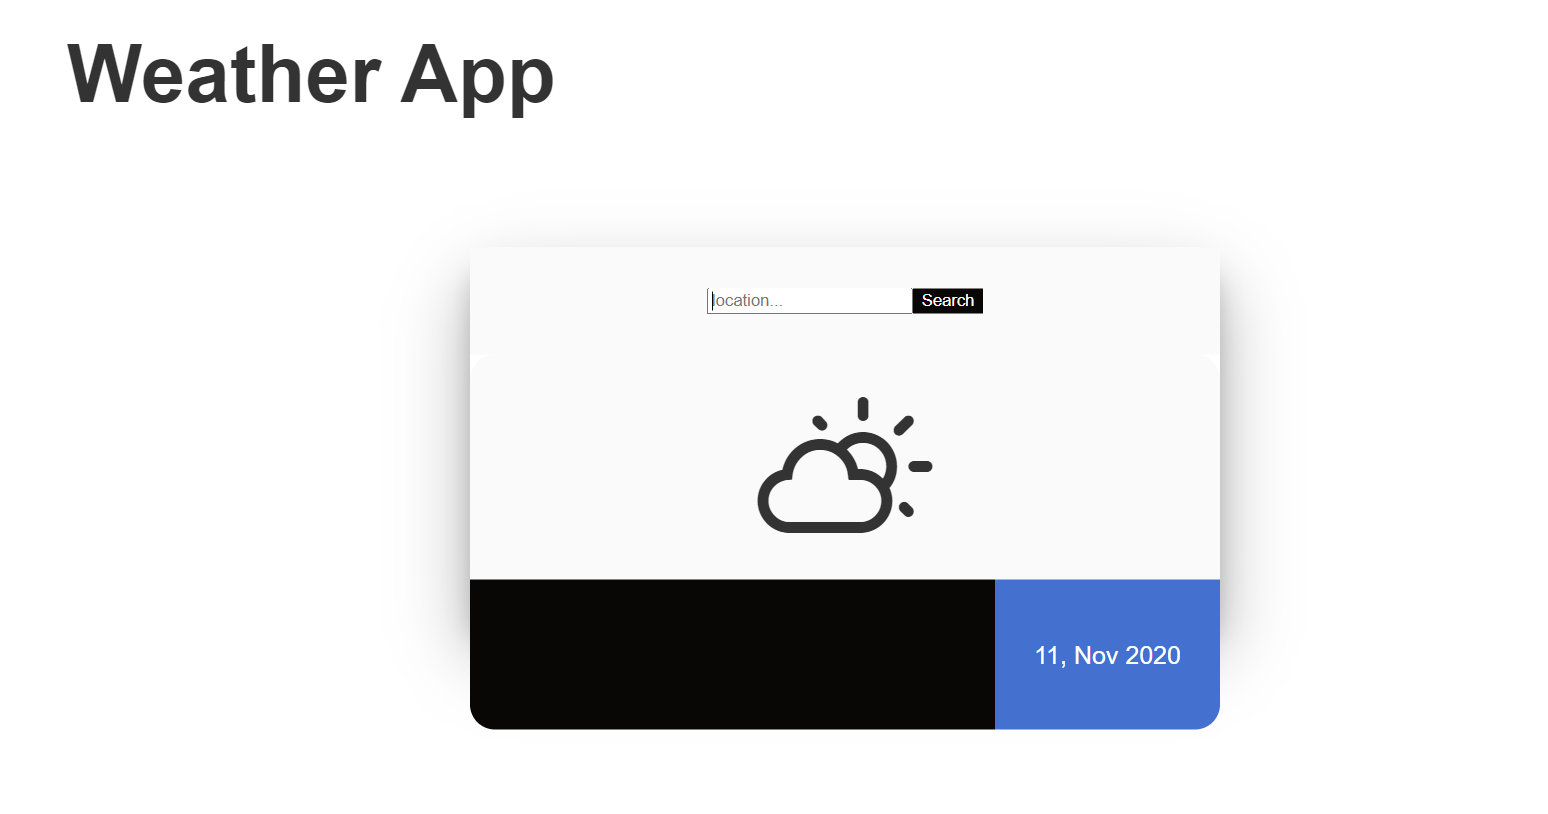 Weather App
location...
Search
11, Nov 2020